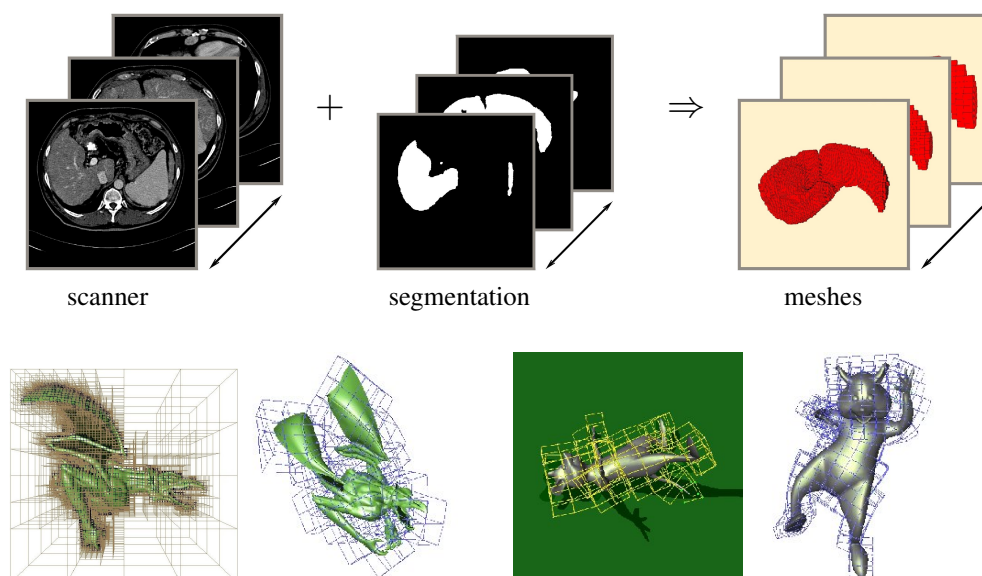 +
⇒
scanner
segmentation
meshes